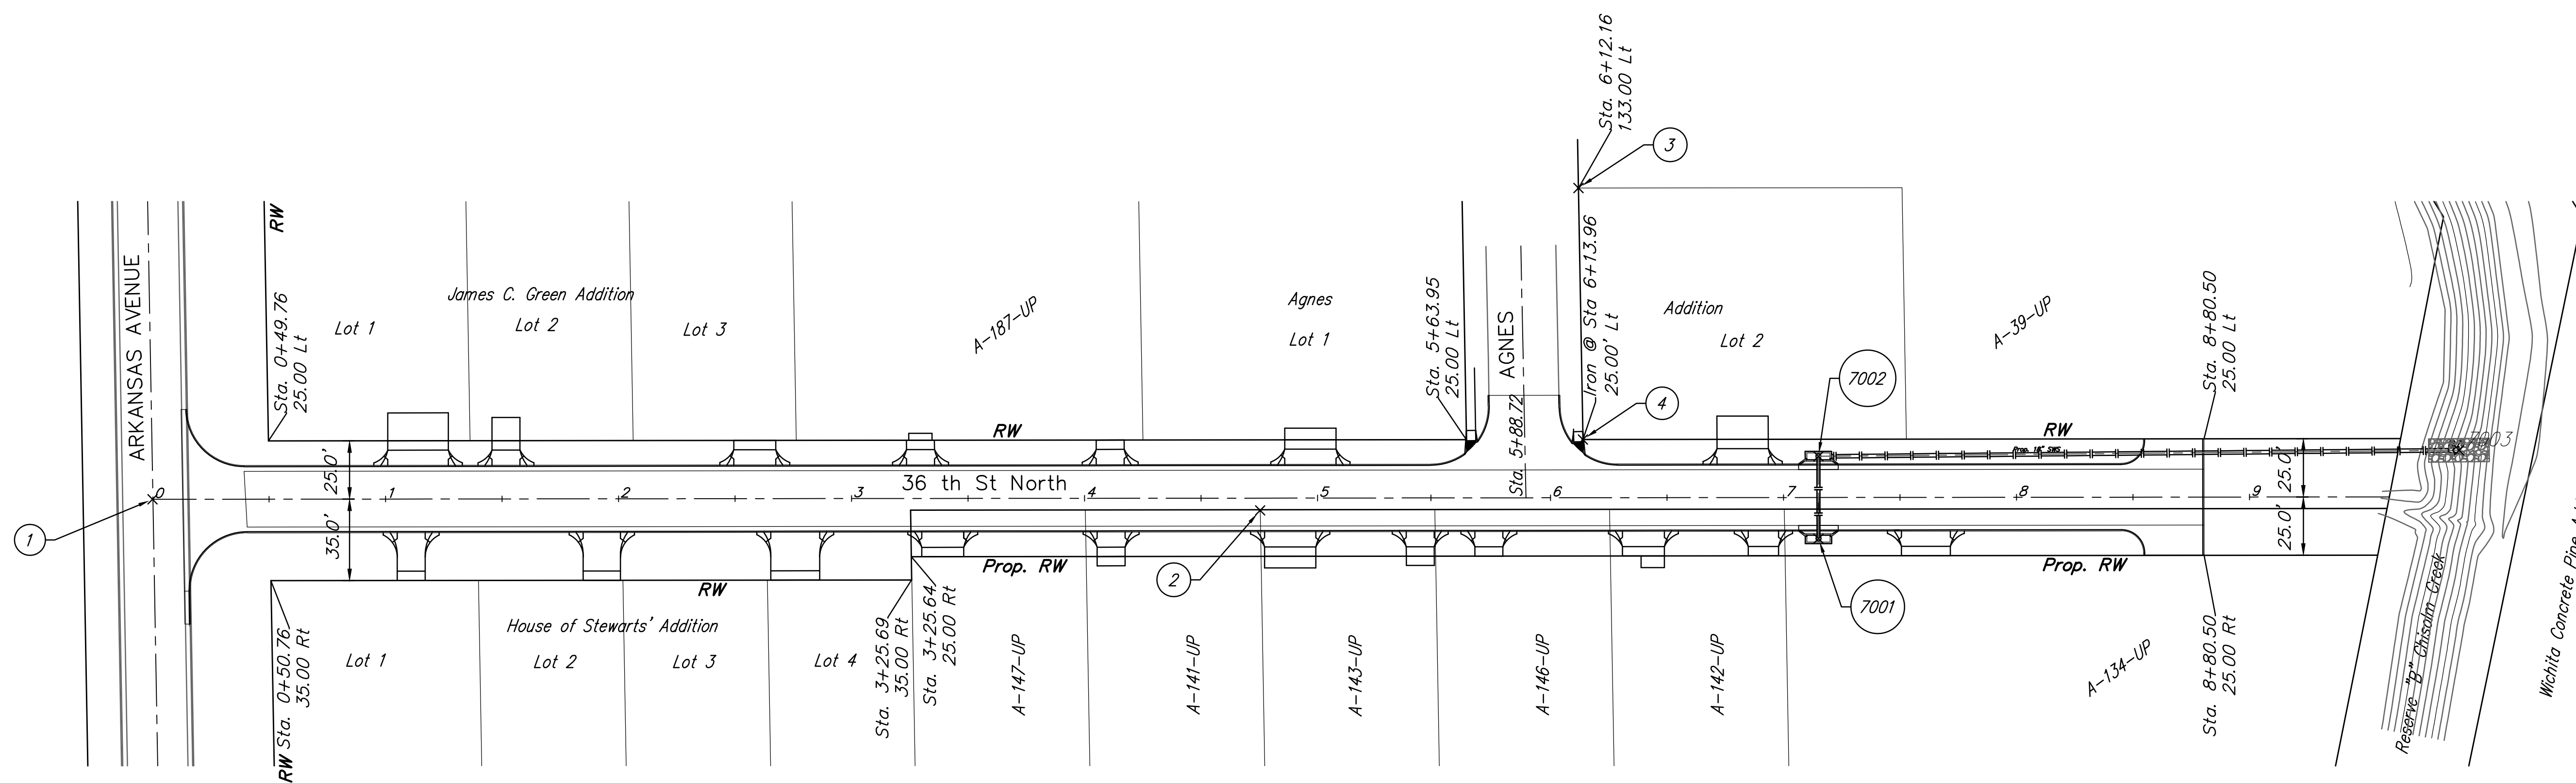 Sta. 6+12.16
133.00 Lt
3
RW
ARKANSAS AVENUE
Sta. 0+49.76
25.00 Lt
James C. Green Addition
Lot 1
Lot 2
Lot 3
A-187-UP
Agnes
Lot 1
Sta. 5+63.95
25.00 Lt
AGNES
Sta. 5+88.72
Iron @ Sta 6+13.96
25.00' Lt
Addition
Lot 2
A-39-UP
Sta. 8+80.50
25.00 Lt
7002
4
RW
RW
Prop. 18" SWS
7003
25.0'
36 th St North
25.0'
0
1
2
3
4
5
6
7
8
9
1
35.0'
25.0'
2
Prop. RW
Prop. RW
RW
7001
RW
Sta. 0+50.76
35.00 Rt
House of Stewarts' Addition
Lot 1
Lot 2
Lot 3
Lot 4
Sta. 3+25.69
35.00 Rt
Sta. 3+25.64
25.00 Rt
A-147-UP
A-141-UP
A-143-UP
A-146-UP
A-142-UP
A-134-UP
Sta. 8+80.50
25.00 Rt
Reserve "B" Chisolm Creek
Wichita Concrete Pipe